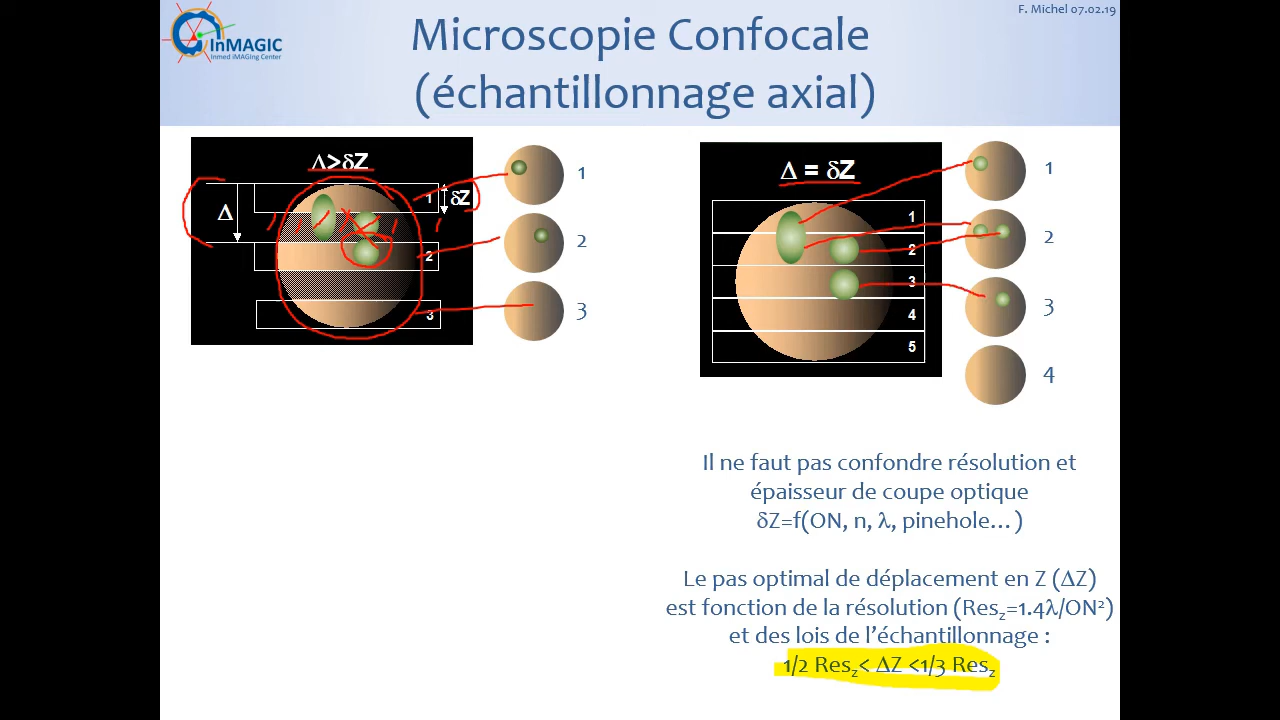 F. Michel 07.02.19
InMAGIC
Inmed iMAGing Center
Microscopie Confocale
(échantillonnage axial)
Δ>δZ
Δ
1
δZ
2
3
1
2
3
Δ = δZ
1
2
3
4
5
1
2
3
4
Il ne faut pas confondre résolution et
épaisseur de coupe optique
δZ=f(ON, n, λ, pinehole…)
Le pas optimal de déplacement en Z (ΔZ)
est fonction de la résolution (Resz=1.4λ/ON²)
et des lois de l’échantillonnage :
1/2 Resz< ΔZ <1/3 Resz